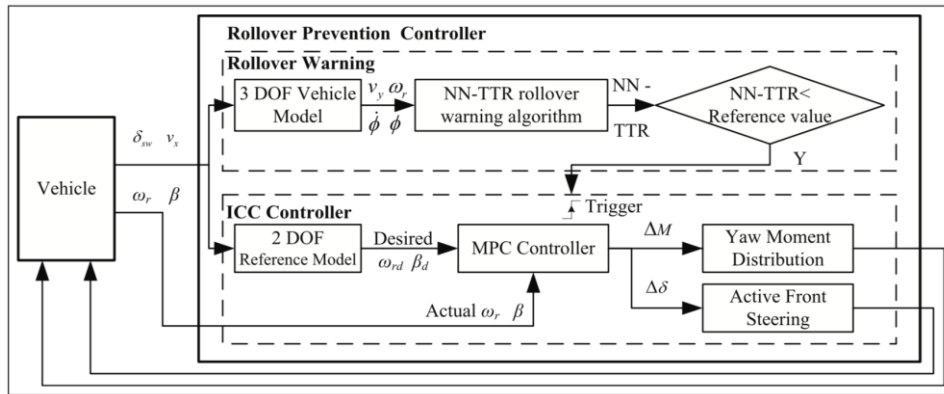 Rollover Prevention Controller
Rollover Warning
3 DOF Vehicle
Model
v_y ω_r
φ̇ φ
NN-TTR rollover
warning algorithm
NN -
TTR
NN-TTR<
Reference value
Y
Vehicle
δ_sw v_x
ω_r β
Trigger
ICC Controller
2 DOF
Reference Model
Desired
ω_rd β_d
MPC Controller
Actual ω_r β
ΔM
Yaw Moment
Distribution
Δδ
Active Front
Steering